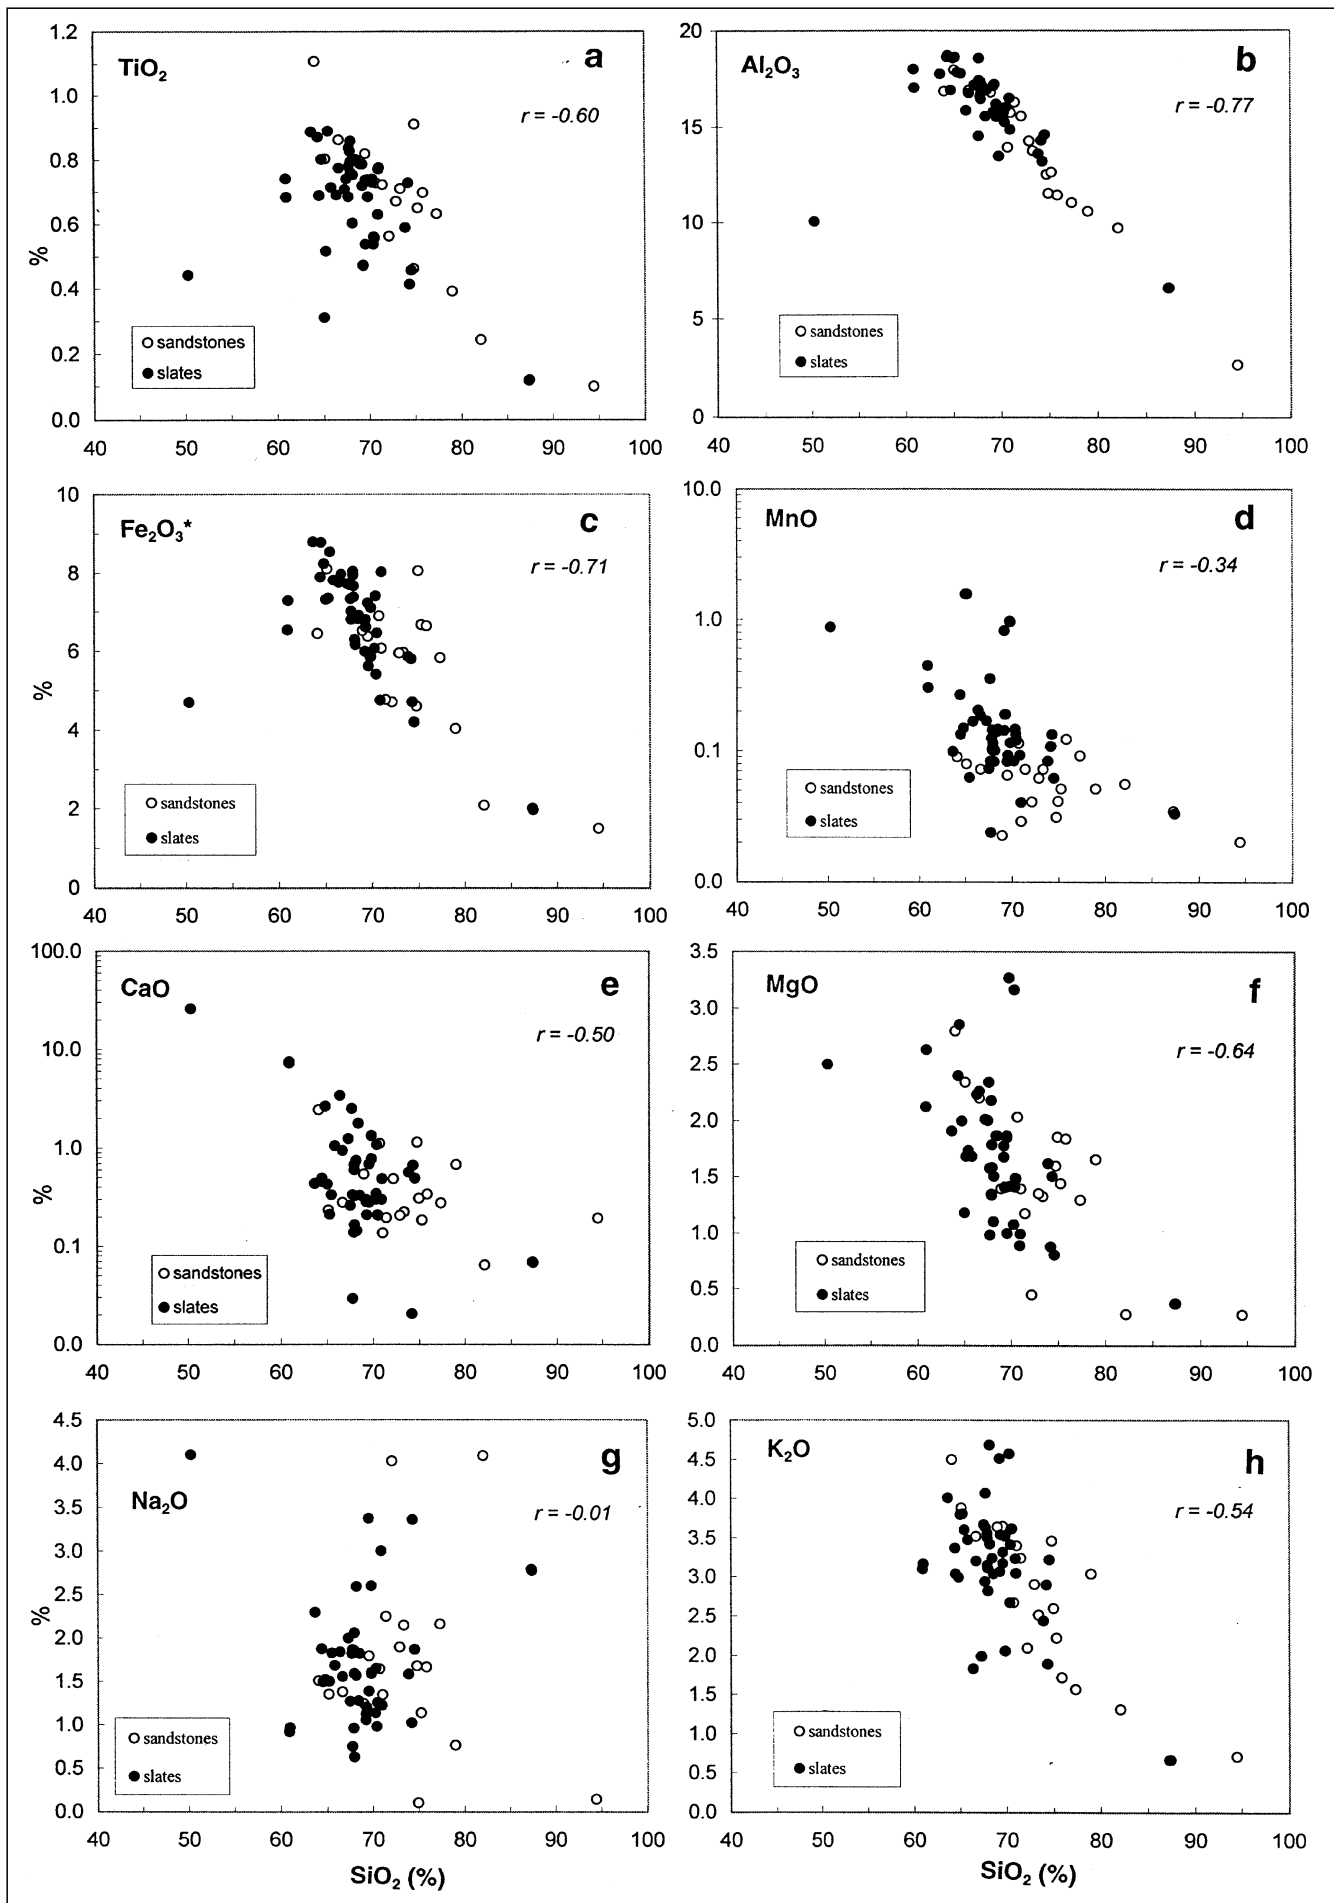 TiO₂
a
r = -0.60
1.2
1.0
0.8
0.6
0.4
0.2
0.0
%
sandstones
slates
40 50 60 70 80 90 100
Al₂O₃
b
r = -0.77
20
15
10
5
0
sandstones
slates
40 50 60 70 80 90 100
Fe₂O₃*
c
r = -0.71
10
8
6
4
2
0
%
sandstones
slates
40 50 60 70 80 90 100
MnO
d
r = -0.34
10.0
1.0
0.1
0.0
sandstones
slates
40 50 60 70 80 90 100
CaO
e
r = -0.50
100.0
10.0
1.0
0.1
0.0
%
sandstones
slates
40 50 60 70 80 90 100
MgO
f
r = -0.64
3.5
3.0
2.5
2.0
1.5
1.0
0.5
0.0
sandstones
slates
40 50 60 70 80 90 100
Na₂O
g
r = -0.01
4.5
4.0
3.5
3.0
2.5
2.0
1.5
1.0
0.5
0.0
%
sandstones
slates
40 50 60 70 80 90 100
SiO₂ (%)
K₂O
h
r = -0.54
5.0
4.5
4.0
3.5
3.0
2.5
2.0
1.5
1.0
0.5
0.0
sandstones
slates
40 50 60 70 80 90 100
SiO₂ (%)